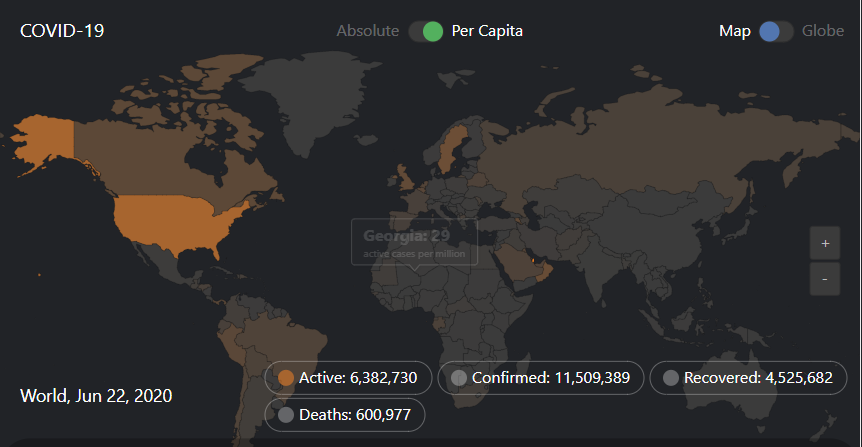 COVID-19
Absolute Per Capita
Map Globe
Georgia: 29
active cases per million
+
-
World, Jun 22, 2020
Active: 6,382,730
Confirmed: 11,509,389
Recovered: 4,525,682
Deaths: 600,977